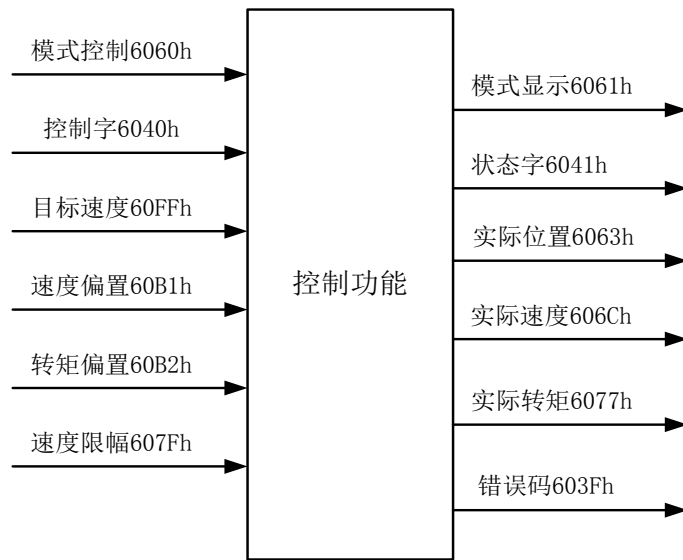 模式控制6060h
控制字6040h
目标速度60FFh
速度偏置60B1h
转矩偏置60B2h
速度限幅607Fh
控制功能
模式显示6061h
状态字6041h
实际位置6063h
实际速度606Ch
实际转矩6077h
错误码603Fh